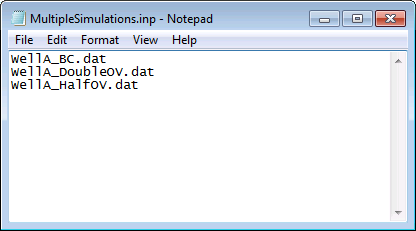 MultipleSimulations.inp - Notepad
File Edit Format View Help
WellA_BC.dat
WellA_DoubleOV.dat
WellA_HalfOV.dat